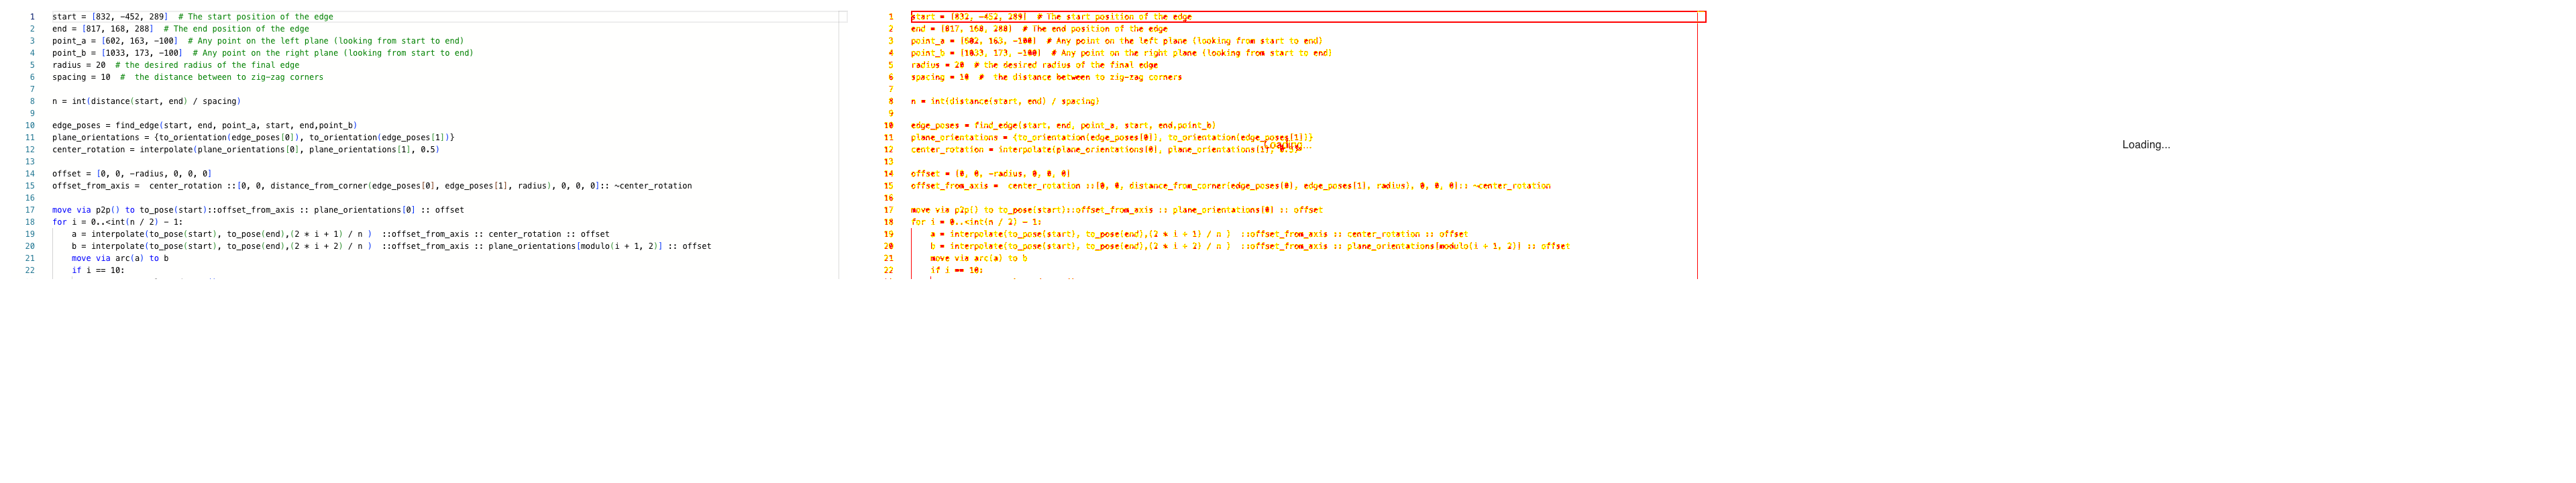 1 start = [832, -452, 289]  # The start position of the edge
2 end = [817, 168, 288]  # The end position of the edge
3 point_a = [602, 163, -100]  # Any point on the left plane (looking from start to end)
4 point_b = [1033, 173, -100]  # Any point on the right plane (looking from start to end)
5 radius = 20  # the desired radius of the final edge
6 spacing = 10  #  the distance between to zig-zag corners
7
8 n = int(distance(start, end) / spacing)
9
10 edge_poses = find_edge(start, end, point_a, start, end,point_b)
11 plane_orientations = {to_orientation(edge_poses[0]), to_orientation(edge_poses[1])}
12 center_rotation = interpolate(plane_orientations[0], plane_orientations[1], 0.5)
13
14 offset = [0, 0, -radius, 0, 0, 0]
15 offset_from_axis =  center_rotation ::[0, 0, distance_from_corner(edge_poses[0], edge_poses[1], radius), 0, 0, 0]:: ~center_rotation
16
17 move via p2p() to to_pose(start)::offset_from_axis :: plane_orientations[0] :: offset
18 for i = 0..<int(n / 2) - 1:
19     a = interpolate(to_pose(start), to_pose(end),(2 * i + 1) / n )  ::offset_from_axis :: center_rotation :: offset
20     b = interpolate(to_pose(start), to_pose(end),(2 * i + 2) / n )  ::offset_from_axis :: plane_orientations[modulo(i + 1, 2)] :: offset
21     move via arc(a) to b
22     if i == 10:
1 start = [832, -452, 289]  # The start position of the edge
2 end = [817, 168, 288]  # The end position of the edge
3 point_a = [602, 163, -100]  # Any point on the left plane (looking from start to end)
4 point_b = [1033, 173, -100]  # Any point on the right plane (looking from start to end)
5 radius = 20  # the desired radius of the final edge
6 spacing = 10  #  the distance between to zig-zag corners
7
8 n = int(distance(start, end) / spacing)
9
10 edge_poses = find_edge(start, end, point_a, start, end,point_b)
11 plane_orientations = {to_orientation(edge_poses[0]), to_orientation(edge_poses[1])}
12 center_rotation = interpolate(plane_orientations[0], plane_orientations[1], 0.5)
Loading...
13
14 offset = [0, 0, -radius, 0, 0, 0]
15 offset_from_axis =  center_rotation ::[0, 0, distance_from_corner(edge_poses[0], edge_poses[1], radius), 0, 0, 0]:: ~center_rotation
16
17 move via p2p() to to_pose(start)::offset_from_axis :: plane_orientations[0] :: offset
18 for i = 0..<int(n / 2) - 1:
19     a = interpolate(to_pose(start), to_pose(end),(2 * i + 1) / n )  ::offset_from_axis :: center_rotation :: offset
20     b = interpolate(to_pose(start), to_pose(end),(2 * i + 2) / n )  ::offset_from_axis :: plane_orientations[modulo(i + 1, 2)] :: offset
21     move via arc(a) to b
22     if i == 10:
Loading...